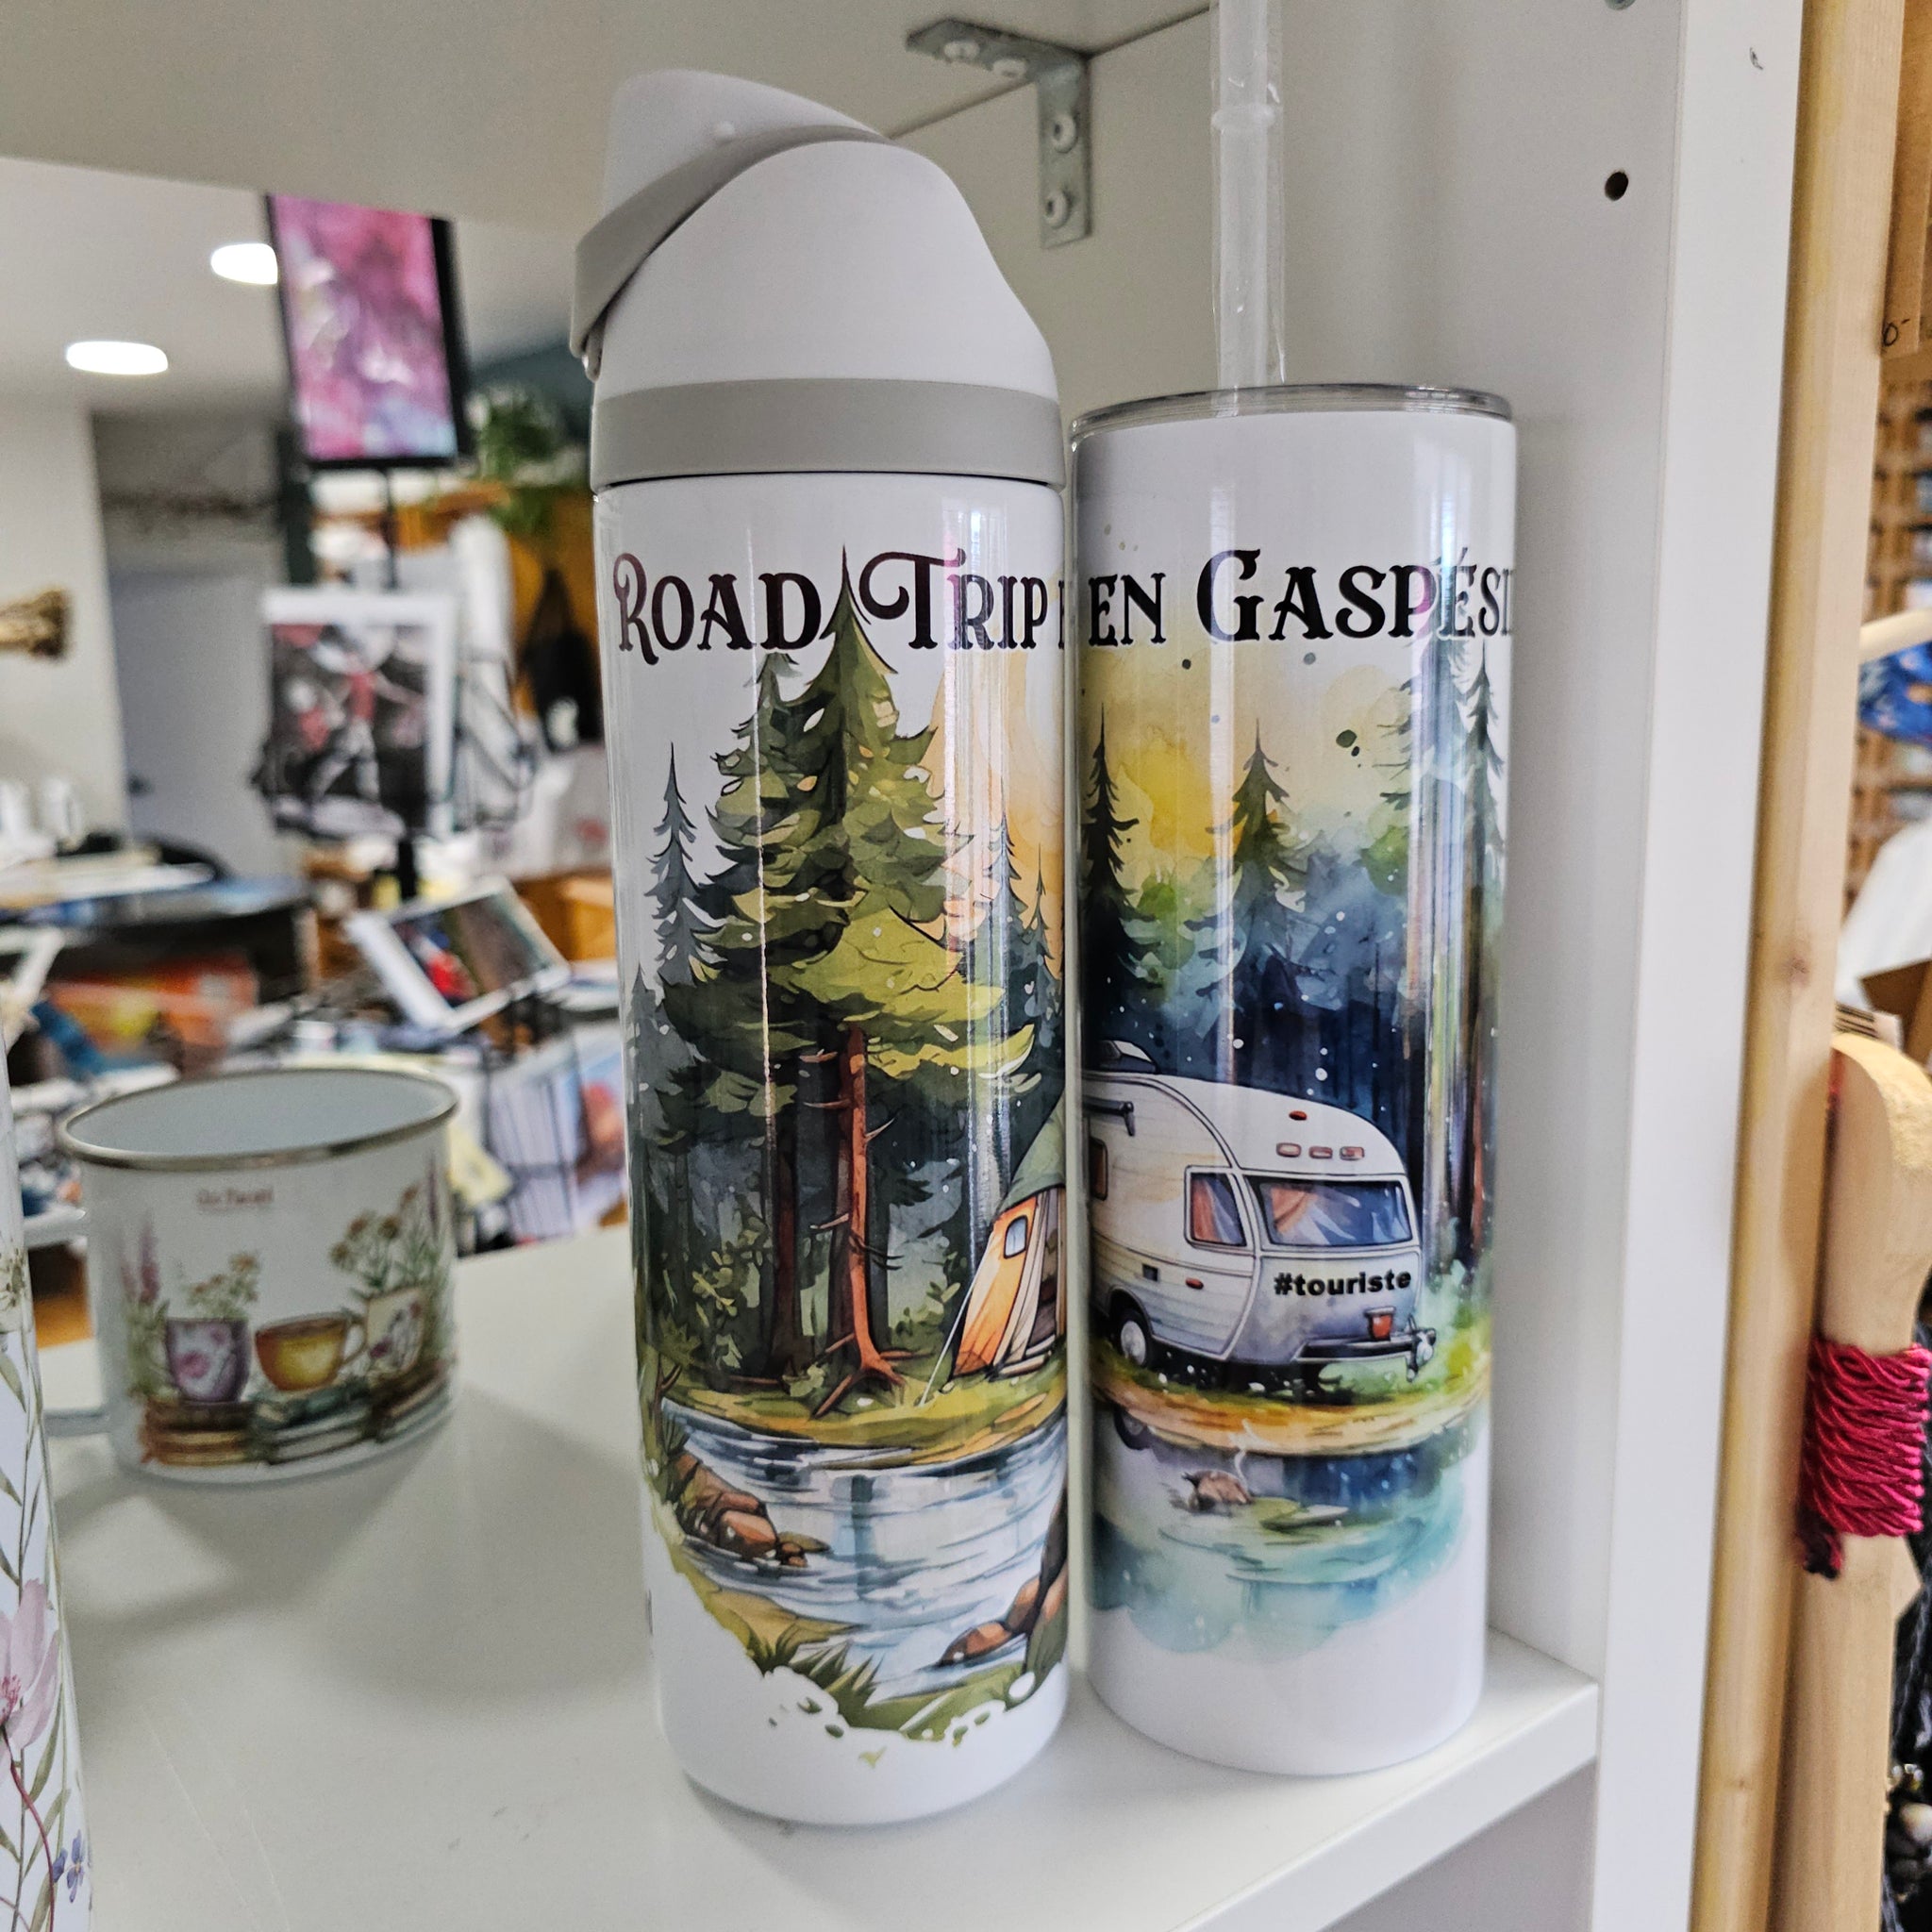 ROAD TRIP
EN GASPÉSI
#touriste